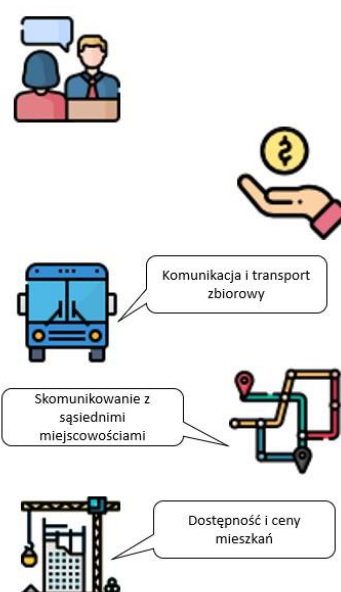 Komunikacja i transport
zbiorowy
Skomunikowanie z
sąsiednimi
miejscowościami
Dostępność i ceny
mieszkań